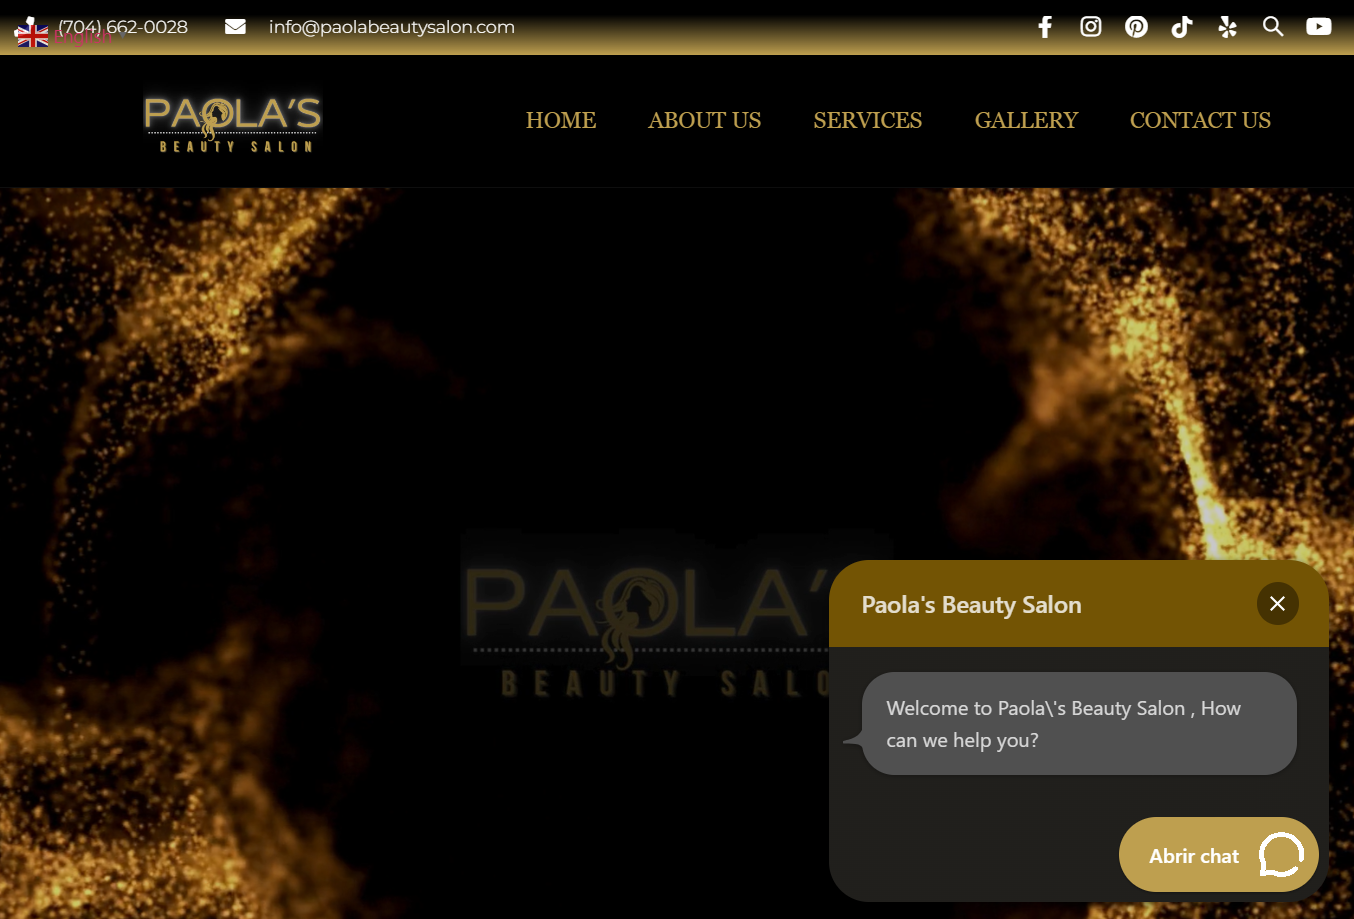 (704) 662-0028
English
info@paolabeautysalon.com
PAOLA'S
BEAUTY SALON
HOME
ABOUT US
SERVICES
GALLERY
CONTACT US
PAOLA'
BEAUTY SALO
Paola's Beauty Salon
Welcome to Paola\'s Beauty Salon , How
can we help you?
Abrir chat